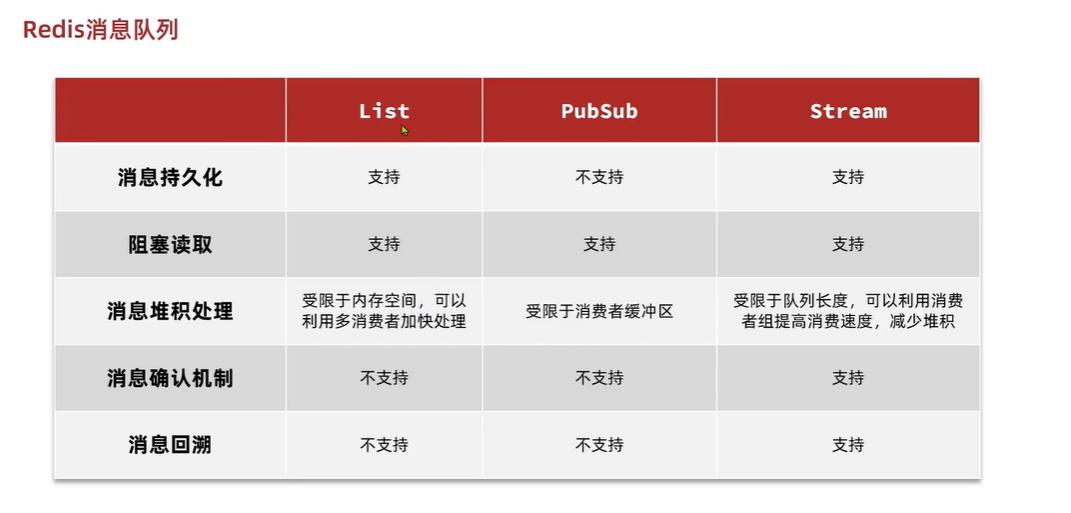 Redis消息队列
List PubSub Stream
消息持久化 支持 不支持 支持
阻塞读取 支持 支持 支持
消息堆积处理 受限于内存空间，可以 利用多消费者加快处理 受限于消费者缓冲区 受限于队列长度，可以利用消费 者组提高消费速度，减少堆积
消息确认机制 不支持 不支持 支持
消息回溯 不支持 不支持 支持